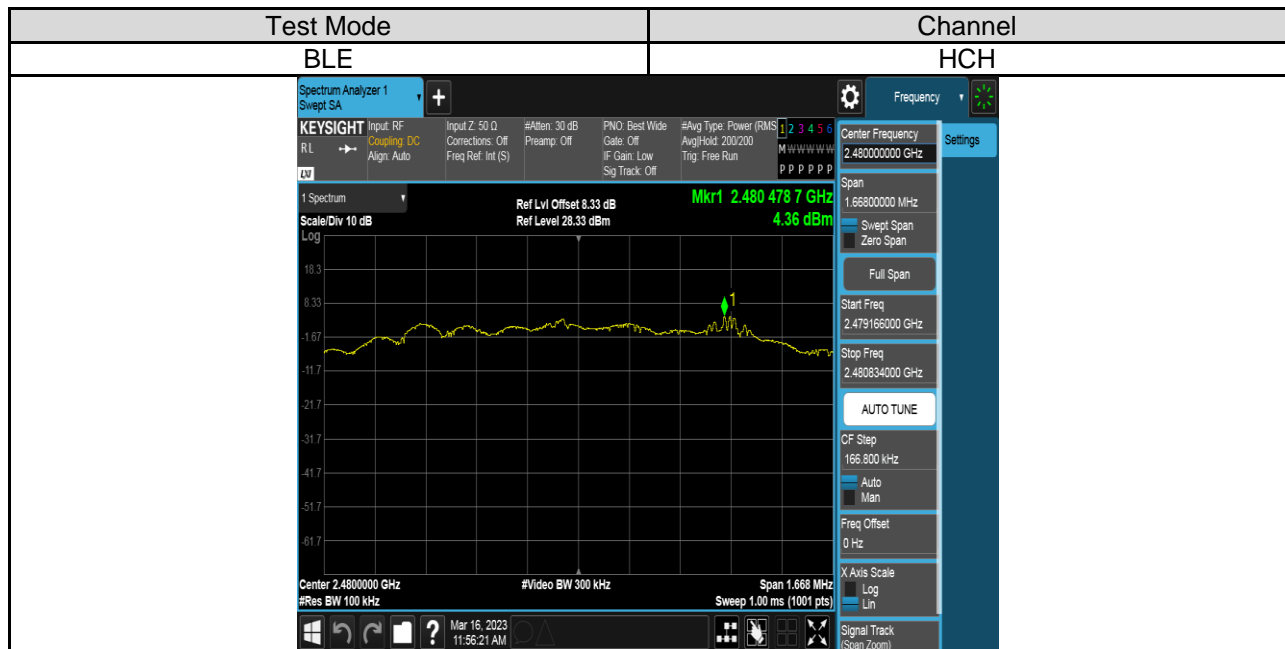 Test Mode Channel
BLE HCH
Spectrum Analyzer 1
Swept SA
+
Frequency
KEYSIGHT
RL
LXI
Input: RF
Coupling: DC
Align: Auto
Input Z: 50 Ω
Corrections: Off
Freq Ref: Int (S)
#Atten: 30 dB
Preamp: Off
PNO: Best Wide
Gate: Off
IF Gain: Low
Sig Track: Off
#Avg Type: Power (RMS
Avg|Hold: 200/200
Trig: Free Run
1 2 3 4 5 6
M W W W W W
P P P P P P
1 Spectrum
Scale/Div 10 dB
Log
Ref Lvl Offset 8.33 dB
Ref Level 28.33 dBm
Mkr1 2.480 478 7 GHz
4.36 dBm
18.3
8.33
-1.67
-11.7
-21.7
-31.7
-41.7
-51.7
-61.7
1
Center 2.4800000 GHz
#Res BW 100 kHz
#Video BW 300 kHz
Span 1.668 MHz
Sweep 1.00 ms (1001 pts)
Center Frequency
2.480000000 GHz
Settings
Span
1.66800000 MHz
Swept Span
Zero Span
Full Span
Start Freq
2.479166000 GHz
Stop Freq
2.480834000 GHz
AUTO TUNE
CF Step
166.800 kHz
Auto
Man
Freq Offset
0 Hz
X Axis Scale
Log
Lin
Signal Track
(Span Zoom)
?
Mar 16, 2023
11:56:21 AM